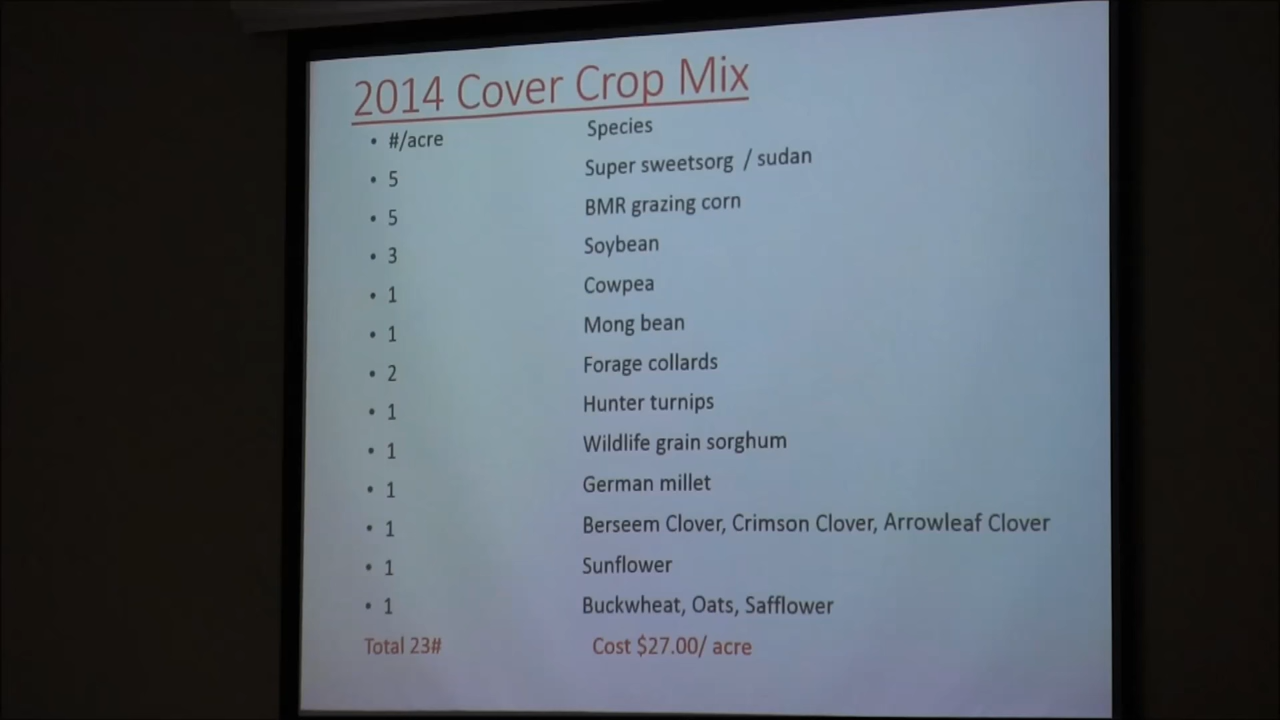 2014 Cover Crop Mix
• #/acre Species
• 5 Super sweetsorg / sudan
• 5 BMR grazing corn
• 3 Soybean
• 1 Cowpea
• 1 Mong bean
• 2 Forage collards
• 1 Hunter turnips
• 1 Wildlife grain sorghum
• 1 German millet
• 1 Berseem Clover, Crimson Clover, Arrowleaf Clover
• 1 Sunflower
• 1 Buckwheat, Oats, Safflower
Total 23# Cost $27.00/ acre